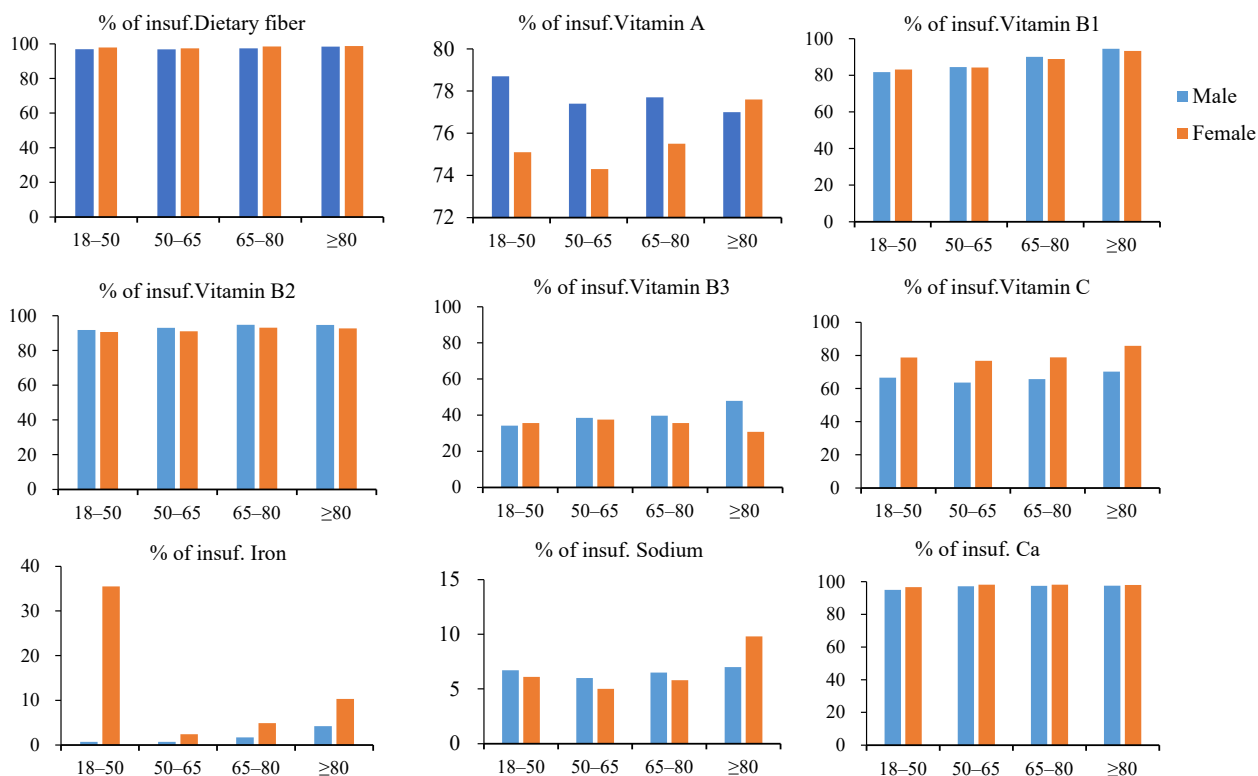 % of insuf.Dietary fiber
100
80
60
40
20
0
18–50 50–65 65–80 ≥80
% of insuf.Vitamin A
80
78
76
74
72
18–50 50–65 65–80 ≥80
% of insuf.Vitamin B1
100
80
60
40
20
0
18–50 50–65 65–80 ≥80
Male
Female
% of insuf.Vitamin B2
100
80
60
40
20
0
18–50 50–65 65–80 ≥80
% of insuf.Vitamin B3
100
80
60
40
20
0
18–50 50–65 65–80 ≥80
% of insuf.Vitamin C
100
80
60
40
20
0
18–50 50–65 65–80 ≥80
% of insuf. Iron
40
30
20
10
0
18–50 50–65 65–80 ≥80
% of insuf. Sodium
15
10
5
0
18–50 50–65 65–80 ≥80
% of insuf. Ca
100
80
60
40
20
0
18–50 50–65 65–80 ≥80